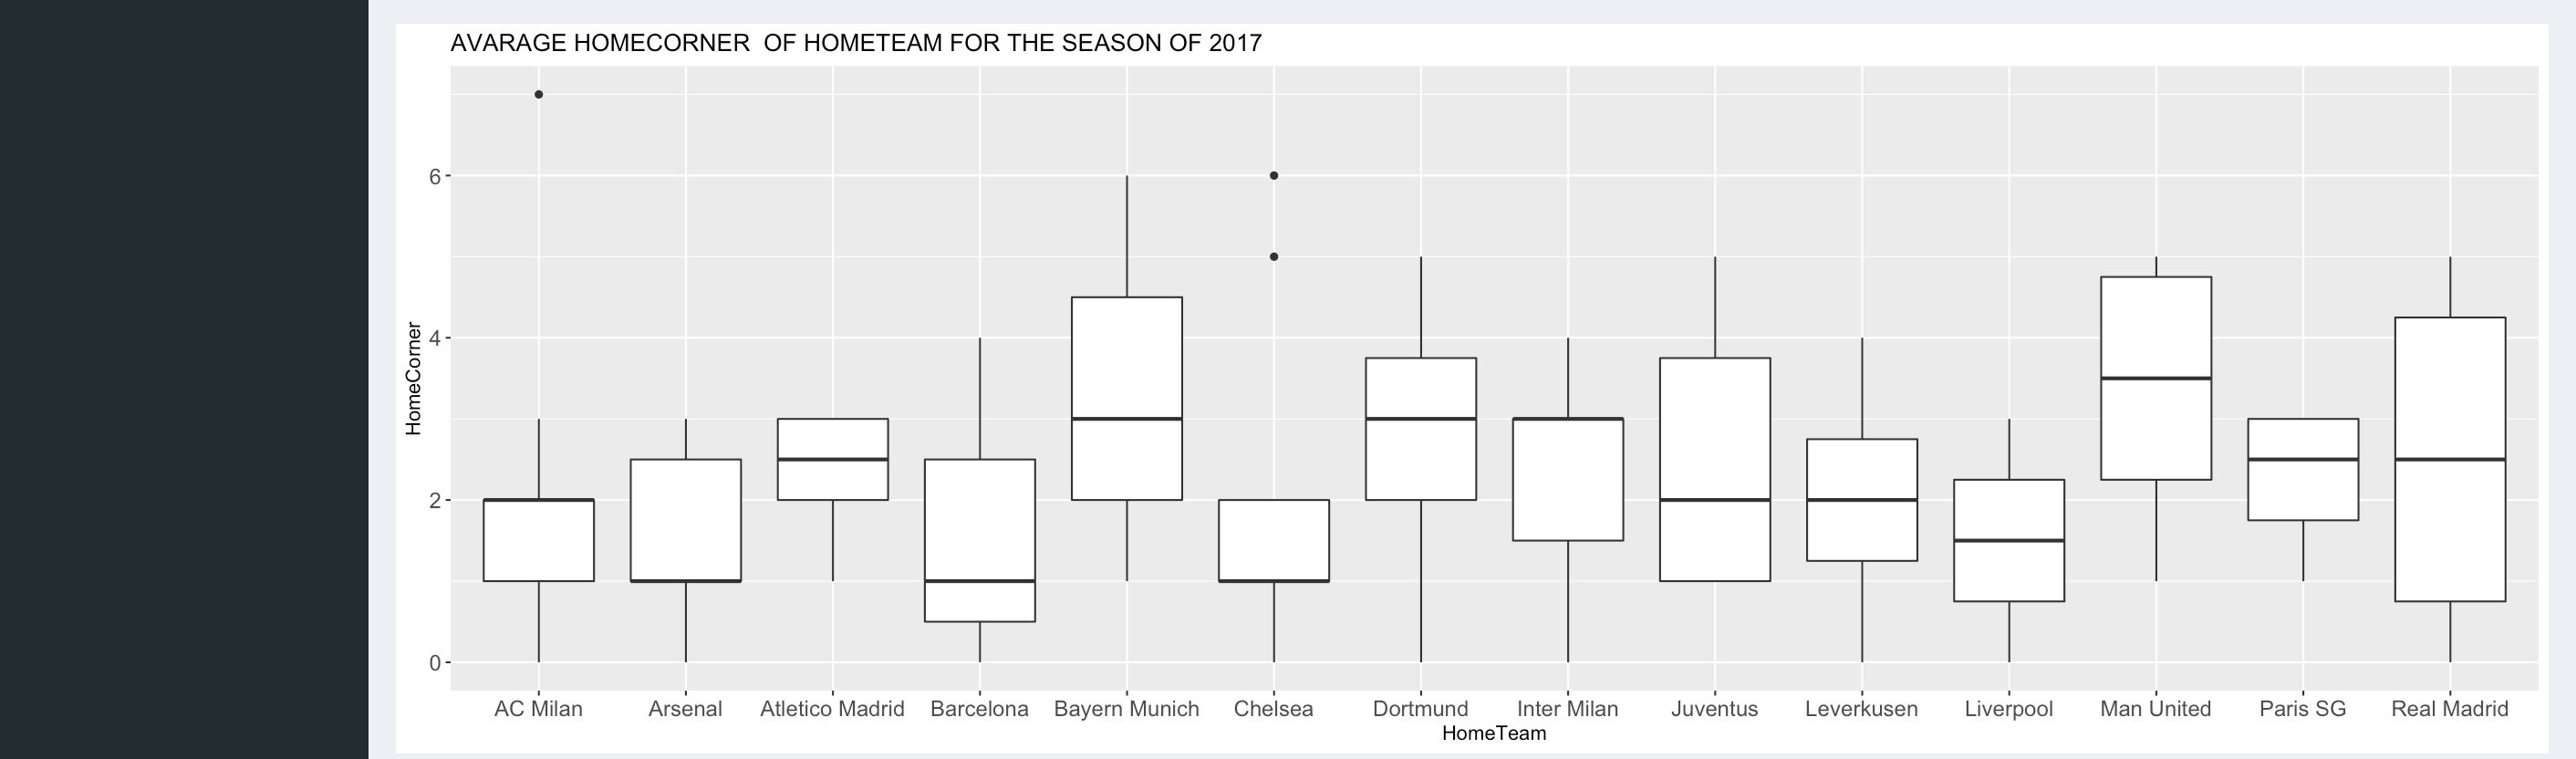 AVARAGE HOMECORNER  OF HOMETEAM FOR THE SEASON OF 2017
HomeCorner
6
4
2
0
AC Milan Arsenal Atletico Madrid Barcelona Bayern Munich Chelsea Dortmund Inter Milan Juventus Leverkusen Liverpool Man United Paris SG Real Madrid
HomeTeam